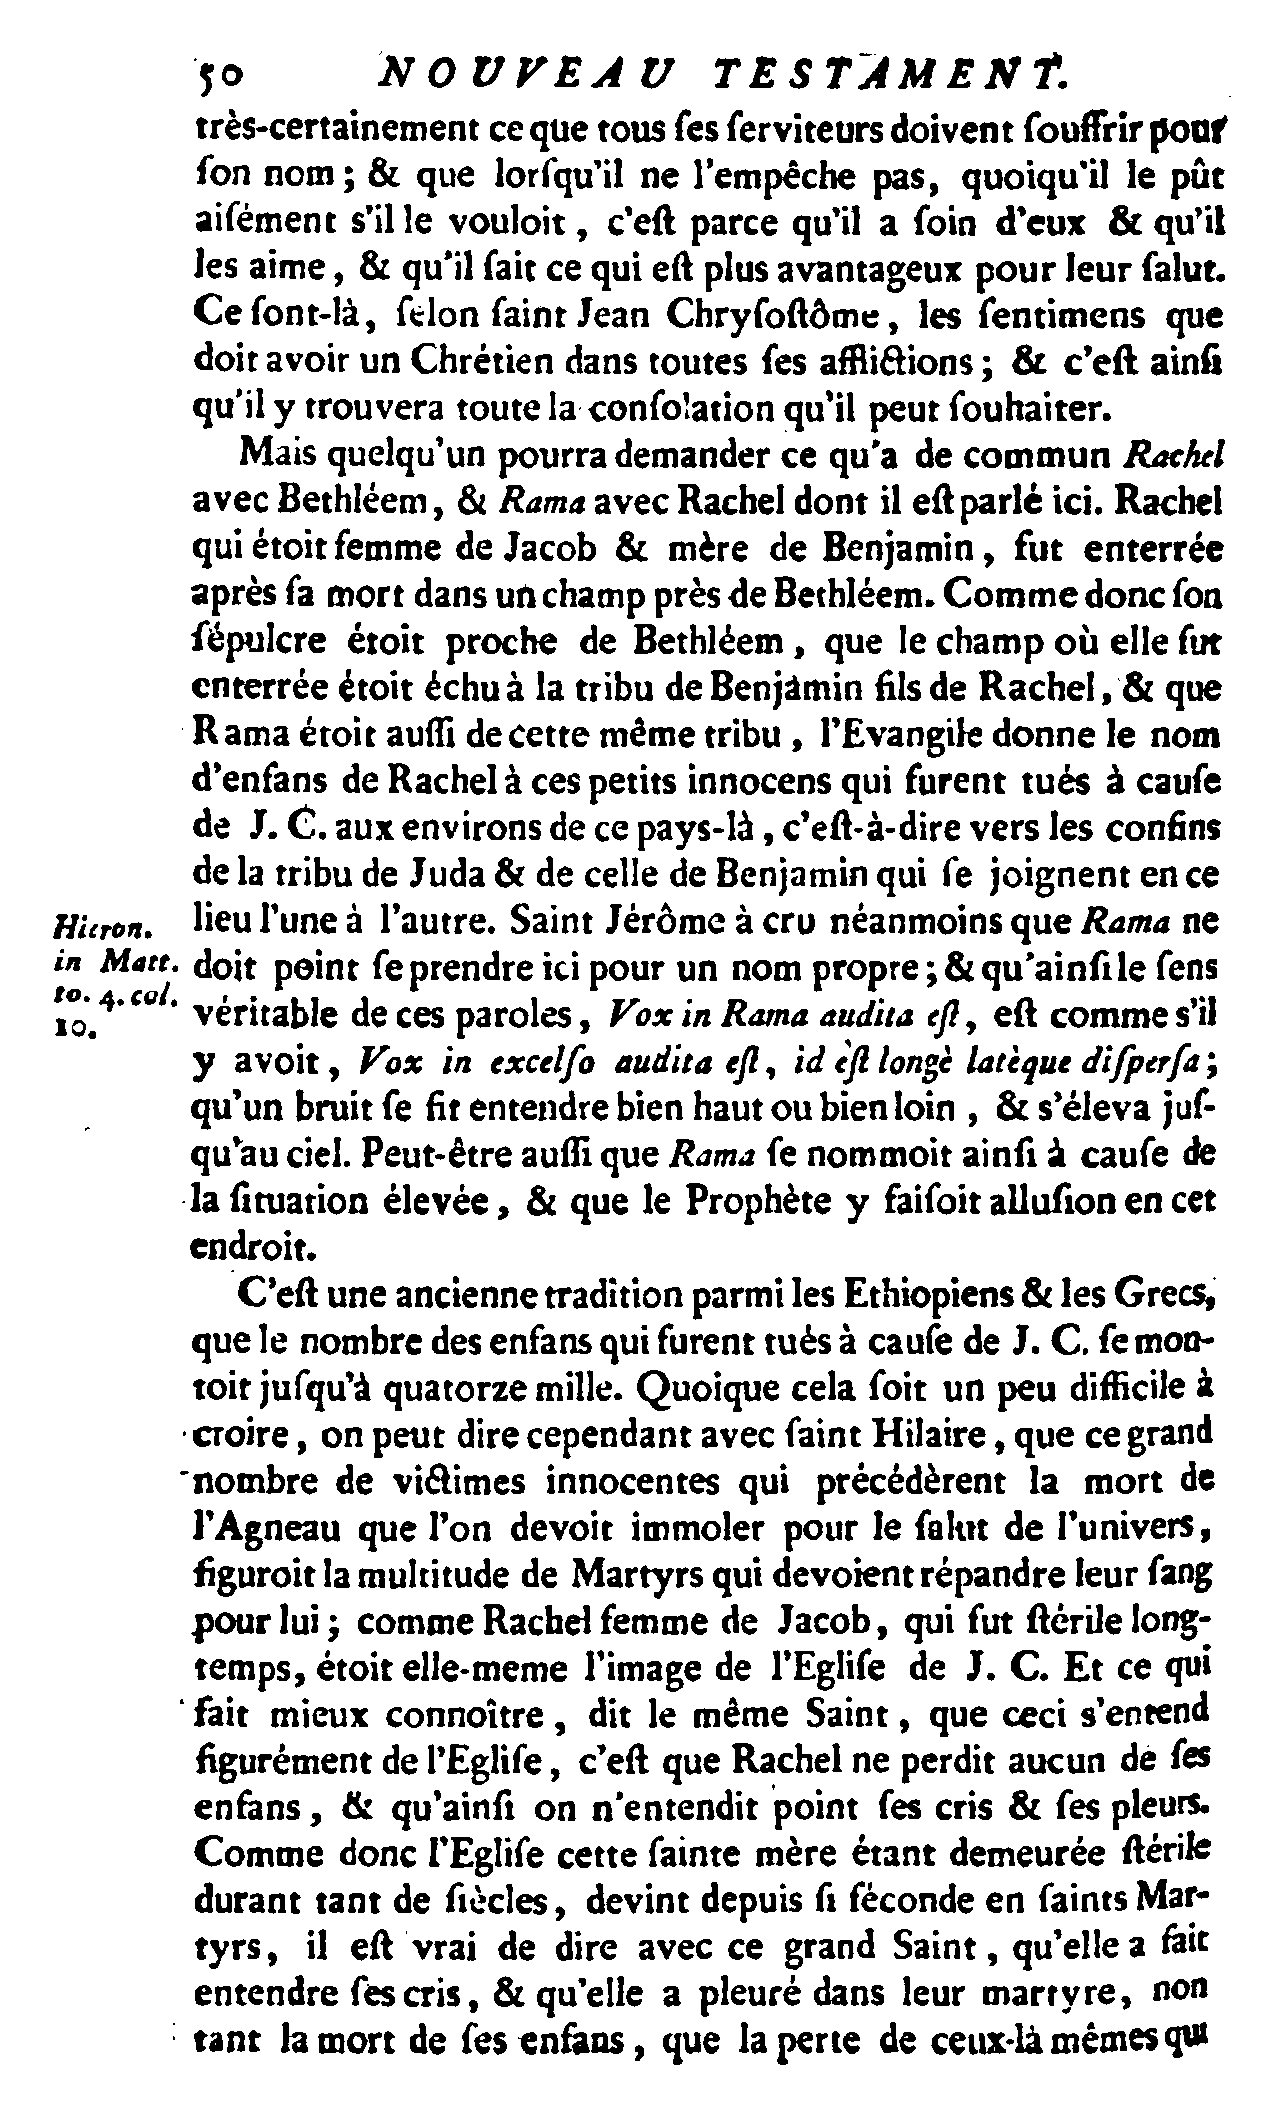 50 NOUVEAU TESTAMENT.
très-certainement ce que tous ſes ſerviteurs doivent ſouffrir pour
ſon nom ; & que lorſqu'il ne l'empêche pas, quoiqu'il le pût
aiſément s'il le vouloit, c'eſt parce qu'il a ſoin d'eux & qu'il
les aime, & qu'il ſait ce qui eſt plus avantageux pour leur ſalut.
Ce ſont-là, ſelon ſaint Jean Chryſoſtôme, les ſentimens que
doit avoir un Chrétien dans toutes ſes afflictions ; & c'eſt ainſi
qu'il y trouvera toute la conſolation qu'il peut ſouhaiter.
Mais quelqu'un pourra demander ce qu'a de commun Rachel
avec Bethléem, & Rama avec Rachel dont il eſt parlé ici. Rachel
qui étoit femme de Jacob & mère de Benjamin, fut enterrée
après ſa mort dans un champ près de Bethléem. Comme donc ſon
ſépulcre étoit proche de Bethléem, que le champ où elle fut
enterrée étoit échu à la tribu de Benjamin fils de Rachel, & que
Rama étoit auſſi de cette même tribu, l'Evangile donne le nom
d'enfans de Rachel à ces petits innocens qui furent tués à cauſe
de J. C. aux environs de ce pays-là, c'eſt-à-dire vers les confins
de la tribu de Juda & de celle de Benjamin qui ſe joignent en ce
lieu l'une à l'autre. Saint Jérôme à cru néanmoins que Rama ne
doit point ſe prendre ici pour un nom propre ; & qu'ainſi le ſens
véritable de ces paroles, Vox in Rama audita eſt, eſt comme s'il
y avoit, Vox in excelſo audita eſt, id eſt longè latèque diſperſa ;
qu'un bruit ſe fit entendre bien haut ou bien loin, & s'éleva juſ-
qu'au ciel. Peut-être auſſi que Rama ſe nommoit ainſi à cauſe de
la ſituation élevée, & que le Prophète y faiſoit alluſion en cet
endroit.
Hieron.
in Matt.
to. 4. col.
10.
C'eſt une ancienne tradition parmi les Ethiopiens & les Grecs,
que le nombre des enfans qui furent tués à cauſe de J. C. ſe mon-
toit juſqu'à quatorze mille. Quoique cela ſoit un peu difficile à
croire, on peut dire cependant avec ſaint Hilaire, que ce grand
nombre de victimes innocentes qui précédèrent la mort de
l'Agneau que l'on devoit immoler pour le ſalut de l'univers,
figuroit la multitude de Martyrs qui devoient répandre leur ſang
pour lui ; comme Rachel femme de Jacob, qui fut ſtérile long-
temps, étoit elle-meme l'image de l'Egliſe de J. C. Et ce qui
fait mieux connoître, dit le même Saint, que ceci s'entend
figurément de l'Egliſe, c'eſt que Rachel ne perdit aucun de ſes
enfans, & qu'ainſi on n'entendit point ſes cris & ſes pleurs.
Comme donc l'Egliſe cette ſainte mère étant demeurée ſtérile
durant tant de ſiècles, devint depuis ſi féconde en ſaints Mar-
tyrs, il eſt vrai de dire avec ce grand Saint, qu'elle a fait
entendre ſes cris, & qu'elle a pleuré dans leur martyre, non
tant la mort de ſes enfans, que la perte de ceux-là mêmes qui